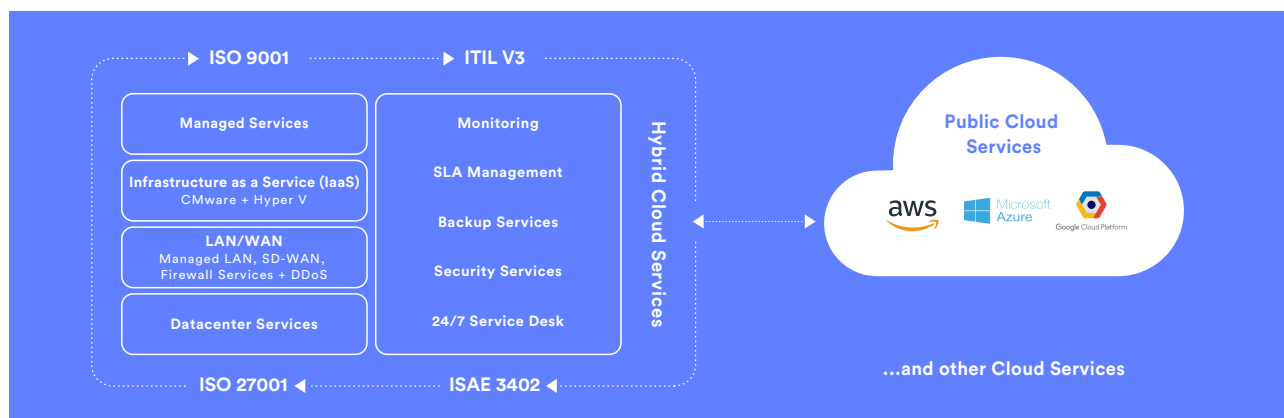 ISO 9001
ITIL V3
Managed Services
Infrastructure as a Service (IaaS)
CMware + Hyper V
LAN/WAN
Managed LAN, SD-WAN,
Firewall Services + DDoS
Datacenter Services
Monitoring
SLA Management
Backup Services
Security Services
24/7 Service Desk
Hybrid Cloud Services
ISO 27001
ISAE 3402
Public Cloud
Services
aws
Microsoft
Azure
Google Cloud Platform
...and other Cloud Services